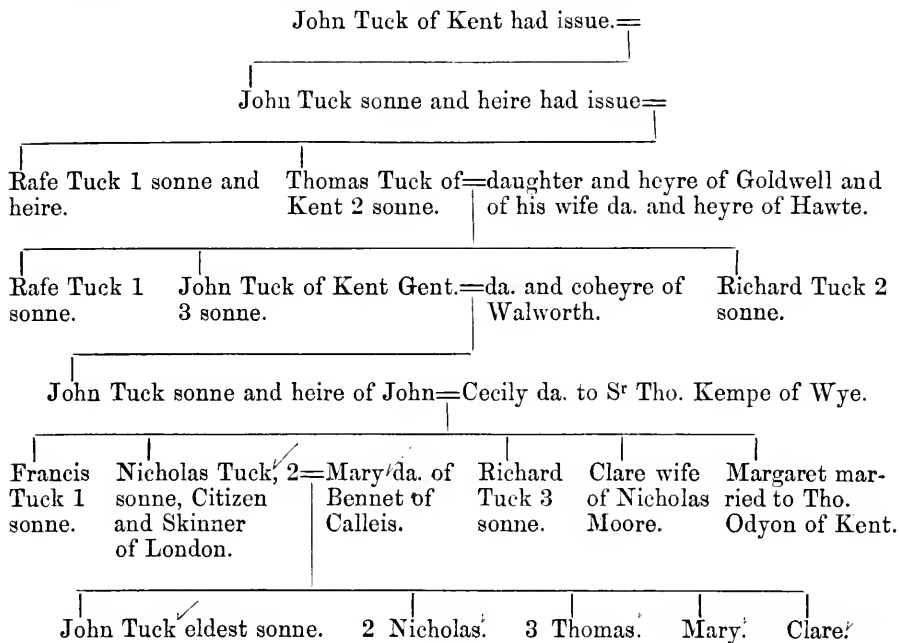 John Tuck of Kent had issue.=
John Tuck sonne and heire had issue=
Rafe Tuck 1 sonne and
heire.
Thomas Tuck of
Kent 2 sonne.
=daughter and heyre of Goldwell and
of his wife da. and heyre of Hawte.
Rafe Tuck 1
sonne.
John Tuck of Kent Gent.
3 sonne.
=da. and coheyre of
Walworth.
Richard Tuck 2
sonne.
John Tuck sonne and heire of John=Cecily da. to Sʳ Tho. Kempe of Wye.
Francis
Tuck 1
sonne.
Nicholas Tuck, 2
sonne, Citizen
and Skinner
of London.
=Mary da. of
Bennet of
Calleis.
Richard
Tuck 3
sonne.
Clare wife
of Nicholas
Moore.
Margaret mar-
ried to Tho.
Odyon of Kent.
John Tuck eldest sonne. 2 Nicholas. 3 Thomas. Mary. Clare.